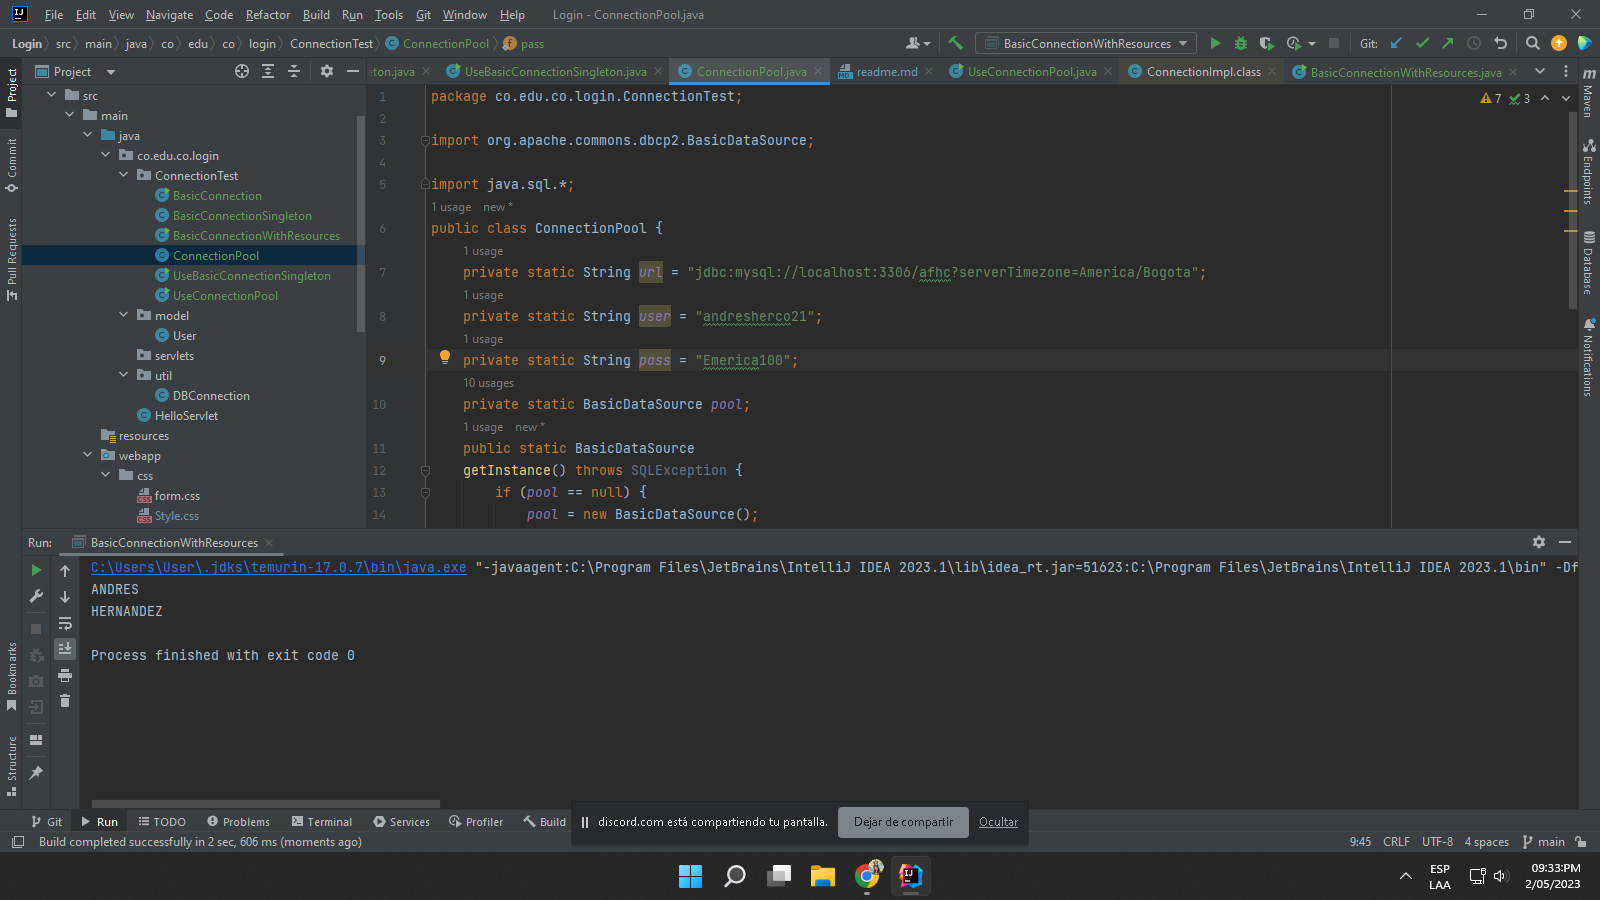 File Edit View Navigate Code Refactor Build Run Tools Git Window Help Login - ConnectionPool.java
Login src main java co edu co login ConnectionTest ConnectionPool pass BasicConnectionWithResources Git:
Project eton.java UseBasicConnectionSingleton.java ConnectionPool.java readme.md UseConnectionPool.java ConnectionImpl.class BasicConnectionWithResources.java
Project
Commit
Pull Requests
Bookmarks
Structure
src
main
java
co.edu.co.login
ConnectionTest
BasicConnection
BasicConnectionSingleton
BasicConnectionWithResources
ConnectionPool
UseBasicConnectionSingleton
UseConnectionPool
model
User
servlets
util
DBConnection
HelloServlet
resources
webapp
css
form.css
Style.css
7 3
1 package co.edu.co.login.ConnectionTest;
2
3 import org.apache.commons.dbcp2.BasicDataSource;
4
5 import java.sql.*;
1 usage new *
6 public class ConnectionPool {
1 usage
7 private static String url = "jdbc:mysql://localhost:3306/afhc?serverTimezone=America/Bogota";
1 usage
8 private static String user = "andresherco21";
1 usage
9 private static String pass = "Emerica100";
10 usages
10 private static BasicDataSource pool;
1 usage new *
11 public static BasicDataSource
12 getInstance() throws SQLException {
13 if (pool == null) {
14 pool = new BasicDataSource();
Maven
Endpoints
Database
Notifications
Run: BasicConnectionWithResources
C:\Users\User\.jdks\temurin-17.0.7\bin\java.exe "-javaagent:C:\Program Files\JetBrains\IntelliJ IDEA 2023.1\lib\idea_rt.jar=51623:C:\Program Files\JetBrains\IntelliJ IDEA 2023.1\bin" -Df
ANDRES
HERNANDEZ
Process finished with exit code 0
Git Run TODO Problems Terminal Services Profiler Build
discord.com está compartiendo tu pantalla. Dejar de compartir Ocultar
Build completed successfully in 2 sec, 606 ms (moments ago) 9:45 CRLF UTF-8 4 spaces main
ESP
LAA
09:33:PM
2/05/2023